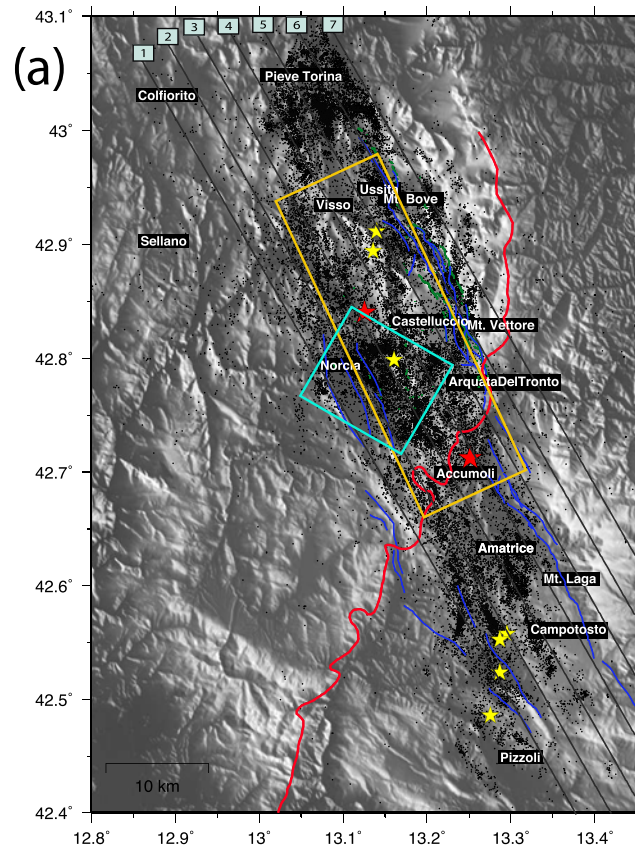 43.1°
1
2
3
4
5
6
7
(a)
Pieve Torina
Colfiorito
43°
Ussita
Mt. Bove
Visso
42.9°
Sellano
Castelluccio
Mt. Vettore
42.8°
Norcia
ArquataDelTronto
42.7°
Accumoli
Amatrice
42.6°
Mt. Laga
Campotosto
42.5°
Pizzoli
10 km
42.4°
12.8°
12.9°
13°
13.1°
13.2°
13.3°
13.4°